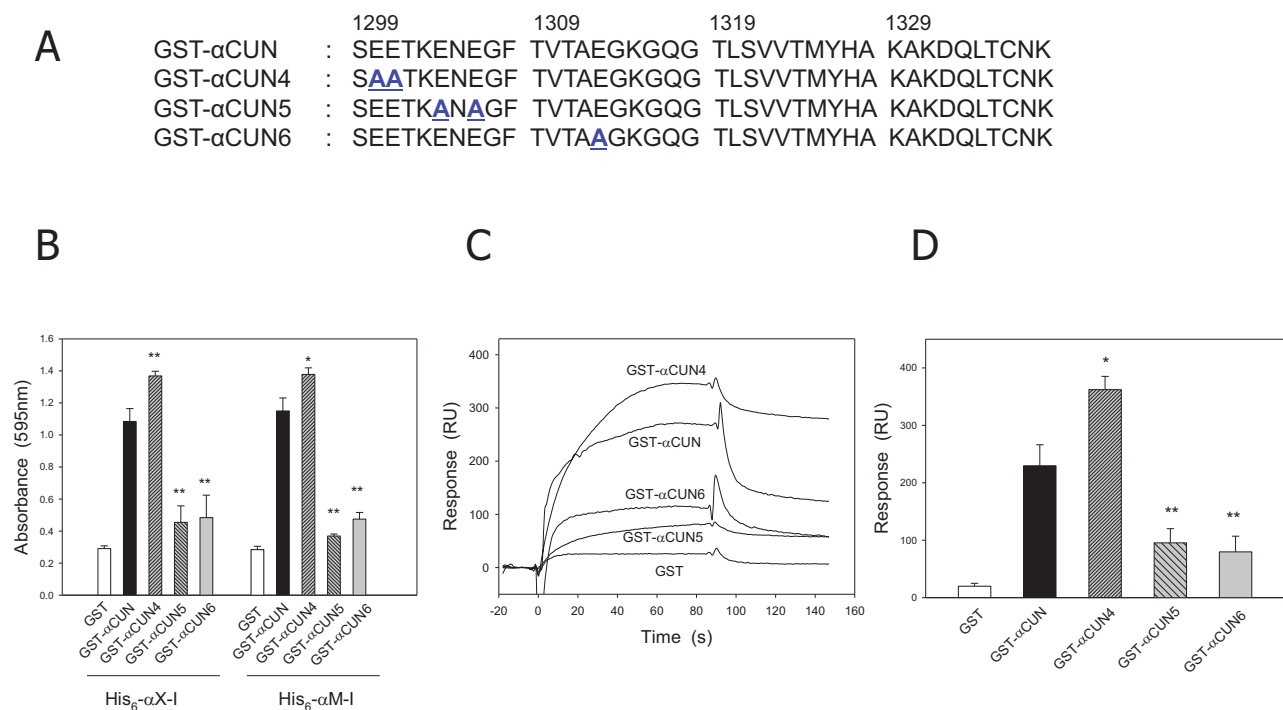 A
1299 1309 1319 1329
GST-αCUN : SEETKENEGF TVTAEGKGQG TLSVVTMYHA KAKDQLTCNK
GST-αCUN4 : SAATKENEGF TVTAEGKGQG TLSVVTMYHA KAKDQLTCNK
GST-αCUN5 : SEETKANAGF TVTAEGKGQG TLSVVTMYHA KAKDQLTCNK
GST-αCUN6 : SEETKENEGF TVTAAGKGQG TLSVVTMYHA KAKDQLTCNK
B
Absorbance (595nm)
1.6
1.4
1.2
1.0
0.8
0.6
0.4
0.2
0.0
** ** ** * ** **
GST GST-αCUN GST-αCUN4 GST-αCUN5 GST-αCUN6 GST GST-αCUN GST-αCUN4 GST-αCUN5 GST-αCUN6
His6-αX-I His6-αM-I
C
Response (RU)
400
300
200
100
0
GST-αCUN4
GST-αCUN
GST-αCUN6
GST-αCUN5
GST
-20 0 20 40 60 80 100 120 140 160
Time (s)
D
Response (RU)
400
300
200
100
0
* ** **
GST GST-αCUN GST-αCUN4 GST-αCUN5 GST-αCUN6